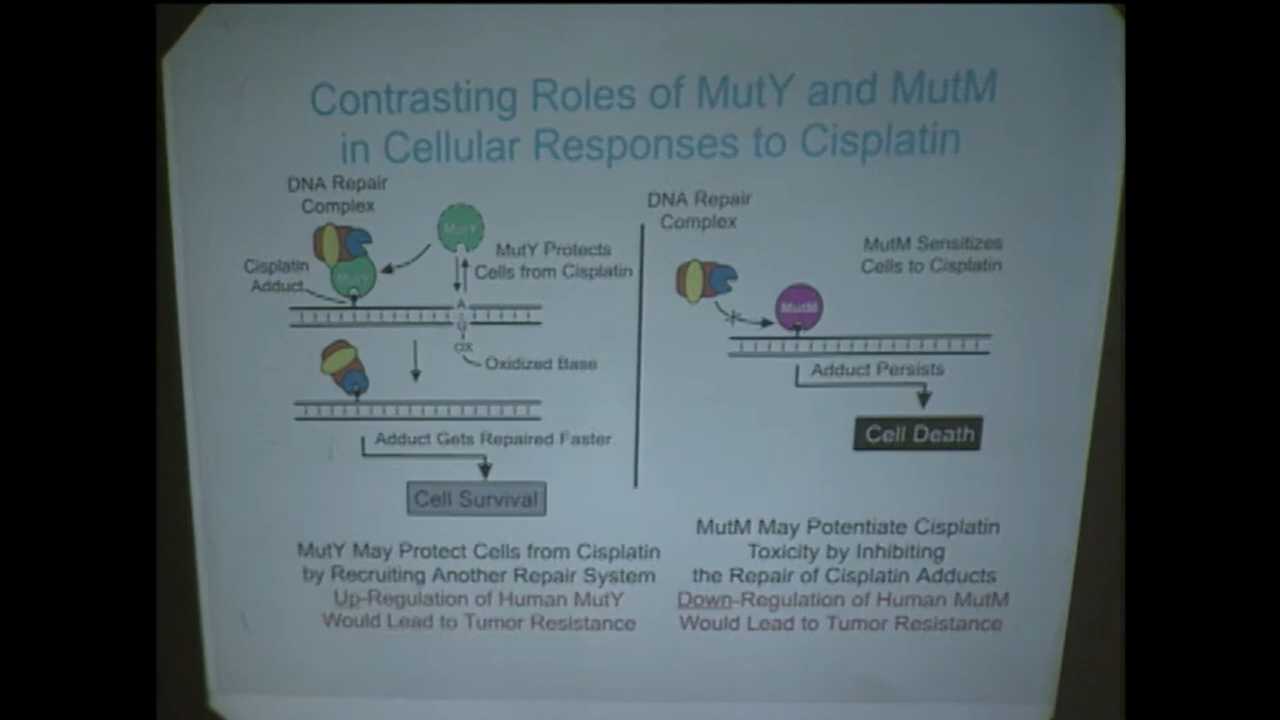 Contrasting Roles of MutY and MutM
in Cellular Responses to Cisplatin
DNA Repair
Complex
MutY
MutY Protects
Cells from Cisplatin
Cisplatin
Adduct
MutY
A
G
ox
Oxidized Base
Adduct Gets Repaired Faster
Cell Survival
MutY May Protect Cells from Cisplatin
by Recruiting Another Repair System
Up-Regulation of Human MutY
Would Lead to Tumor Resistance
DNA Repair
Complex
MutM Sensitizes
Cells to Cisplatin
MutM
Adduct Persists
Cell Death
MutM May Potentiate Cisplatin
Toxicity by Inhibiting
the Repair of Cisplatin Adducts
Down-Regulation of Human MutM
Would Lead to Tumor Resistance